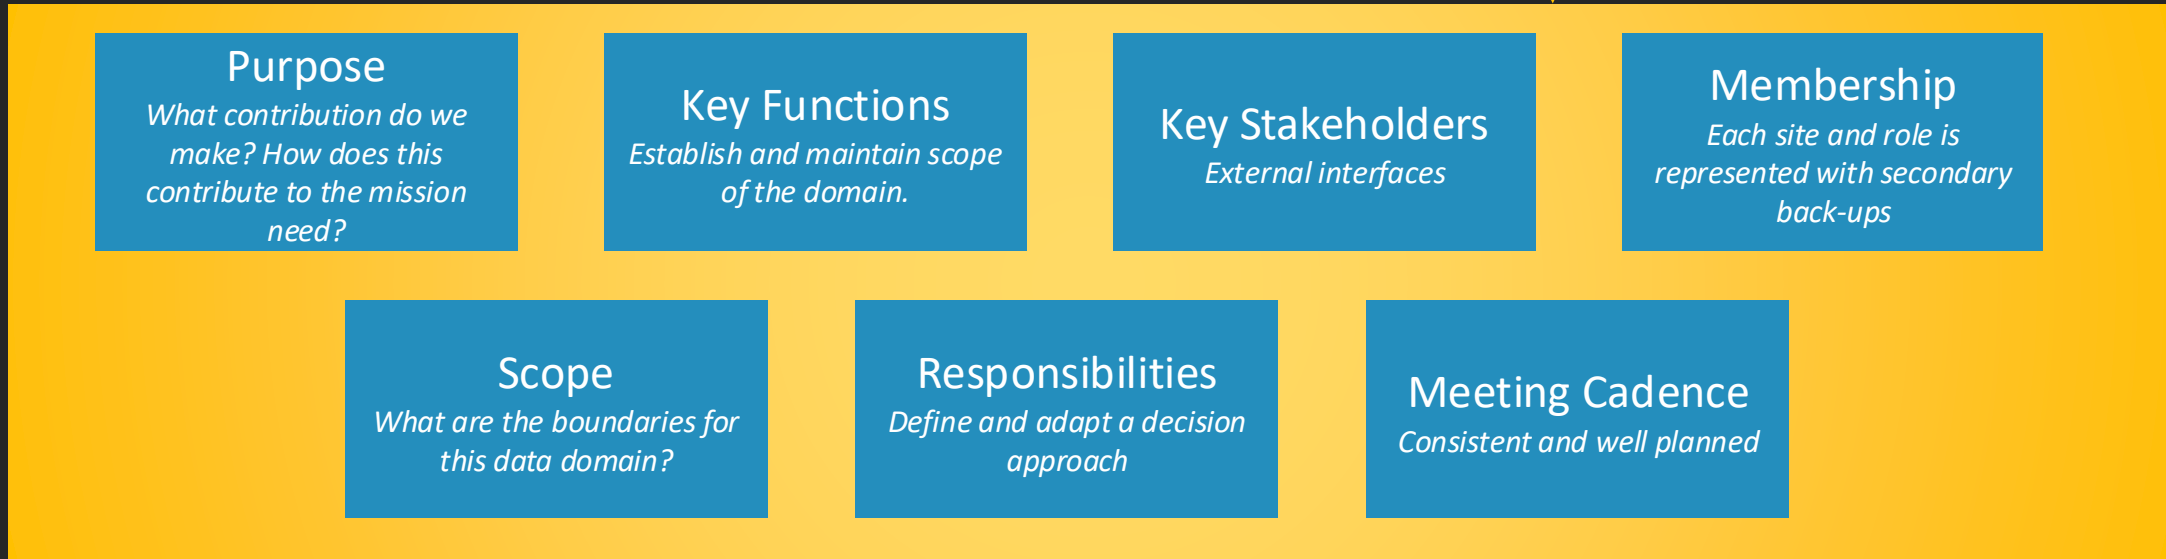 Purpose
What contribution do we
make? How does this
contribute to the mission
need?
Key Functions
Establish and maintain scope
of the domain.
Key Stakeholders
External interfaces
Membership
Each site and role is
represented with secondary
back-ups
Scope
What are the boundaries for
this data domain?
Responsibilities
Define and adapt a decision
approach
Meeting Cadence
Consistent and well planned